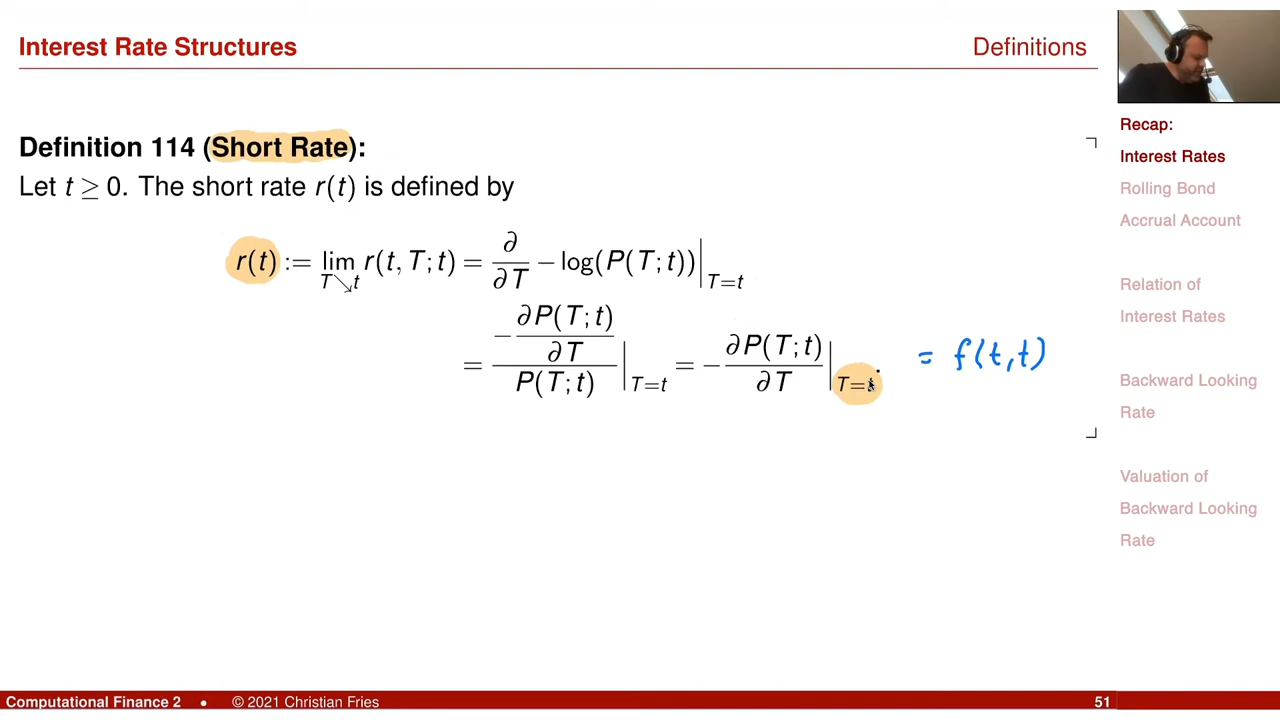 Interest Rate Structures
Definitions
Definition 114 (Short Rate):
Let t ≥ 0. The short rate r(t) is defined by
r(t) := lim_{T↘t} r(t, T; t) = ∂/∂T − log(P(T; t))|_{T=t}
= (−∂P(T; t)/∂T)/P(T; t)|_{T=t} = −∂P(T; t)/∂T|_{T=t}. = f(t,t)
Recap:
Interest Rates
Rolling Bond
Accrual Account
Relation of
Interest Rates
Backward Looking
Rate
Valuation of
Backward Looking
Rate
Computational Finance 2 • © 2021 Christian Fries
51